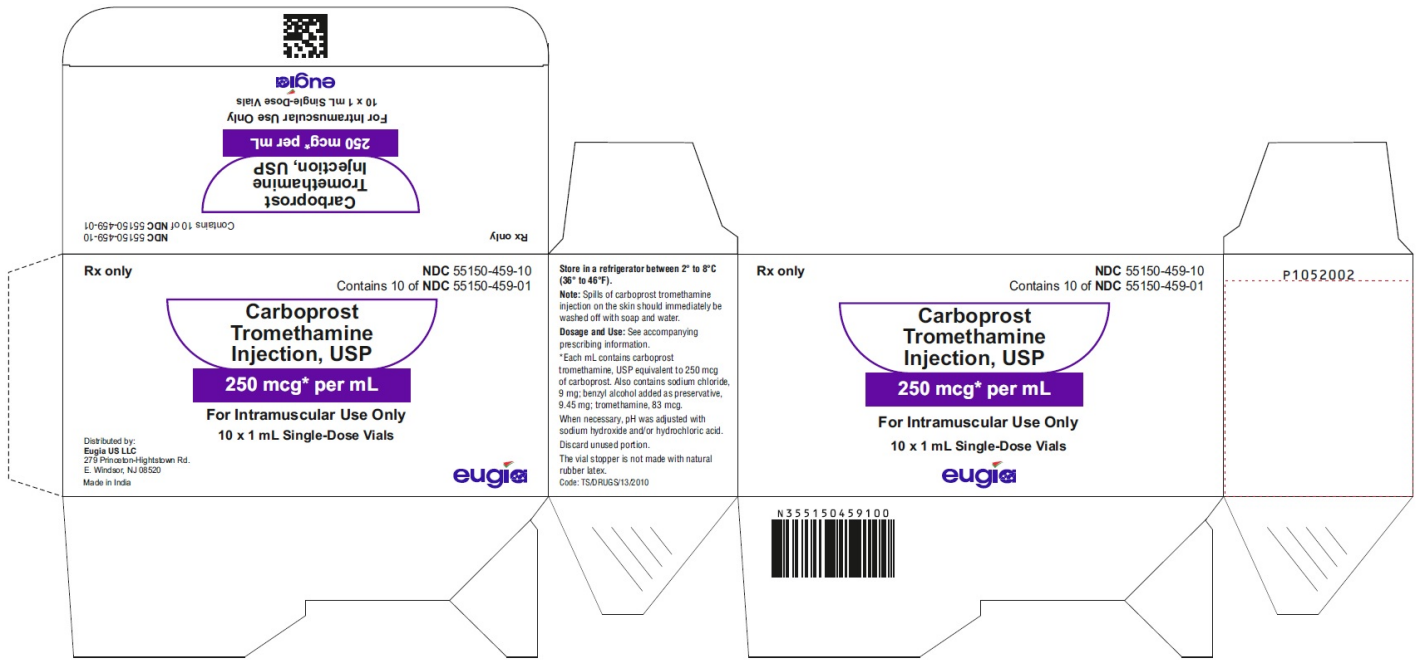 eugia
10 x 1 mL Single-Dose Vials
For Intramuscular Use Only
250 mcg* per mL
Carboprost
Tromethamine
Injection, USP
Contains 10 of NDC 55150-459-01
NDC 55150-459-10
Rx only
Rx only
NDC 55150-459-10
Contains 10 of NDC 55150-459-01
Carboprost
Tromethamine
Injection, USP
250 mcg* per mL
For Intramuscular Use Only
10 x 1 mL Single-Dose Vials
Distributed by:
Eugia US LLC
279 Princeton-Hightstown Rd.
E. Windsor, NJ 08520
Made in India
eugia
Store in a refrigerator between 2° to 8°C
(36° to 46°F).
Note: Spills of carboprost tromethamine
injection on the skin should immediately be
washed off with soap and water.
Dosage and Use: See accompanying
prescribing information.
*Each mL contains carboprost
tromethamine, USP equivalent to 250 mcg
of carboprost. Also contains sodium chloride,
9 mg; benzyl alcohol added as preservative,
9.45 mg; tromethamine, 83 mcg.
When necessary, pH was adjusted with
sodium hydroxide and/or hydrochloric acid.
Discard unused portion.
The vial stopper is not made with natural
rubber latex.
Code: TS/DRUGS/13/2010
Rx only
NDC 55150-459-10
Contains 10 of NDC 55150-459-01
Carboprost
Tromethamine
Injection, USP
250 mcg* per mL
For Intramuscular Use Only
10 x 1 mL Single-Dose Vials
eugia
N355150459100
P1052002